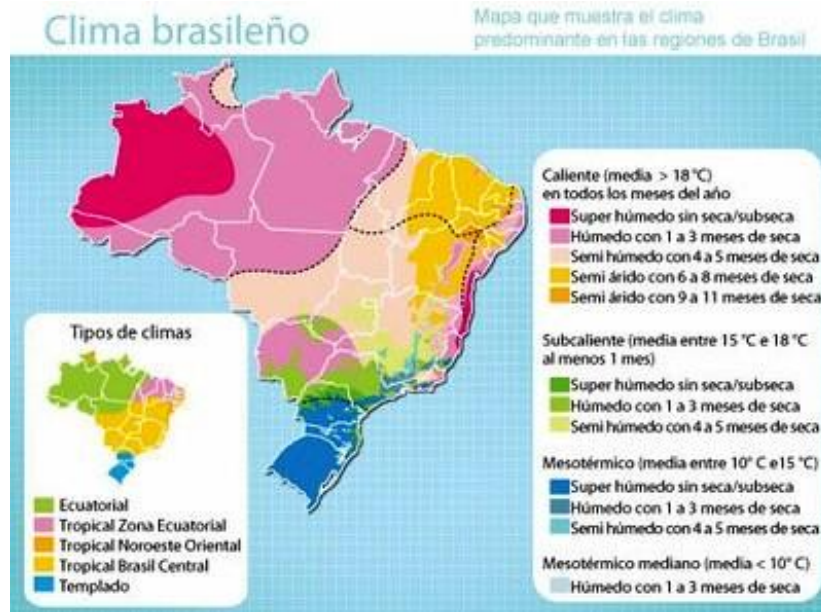 Clima brasileño
Mapa que muestra el clima
predominante en las regiones de Brasil
Caliente (media > 18 °C)
en todos los meses del año
Super húmedo sin seca/subseca
Húmedo con 1 a 3 meses de seca
Semi húmedo con 4 a 5 meses de seca
Semi árido con 6 a 8 meses de seca
Semi árido con 9 a 11 meses de seca
Subcaliente (media entre 15 °C e 18 °C
al menos 1 mes)
Super húmedo sin seca/subseca
Húmedo con 1 a 3 meses de seca
Semi húmedo con 4 a 5 meses de seca
Mesotérmico (media entre 10° C e 15 °C)
Super húmedo sin seca/subseca
Húmedo con 1 a 3 meses de seca
Semi húmedo con 4 a 5 meses de seca
Mesotérmico mediano (media < 10° C)
Húmedo con 1 a 3 meses de seca
Tipos de climas
Ecuatorial
Tropical Zona Ecuatorial
Tropical Noroeste Oriental
Tropical Brasil Central
Templado